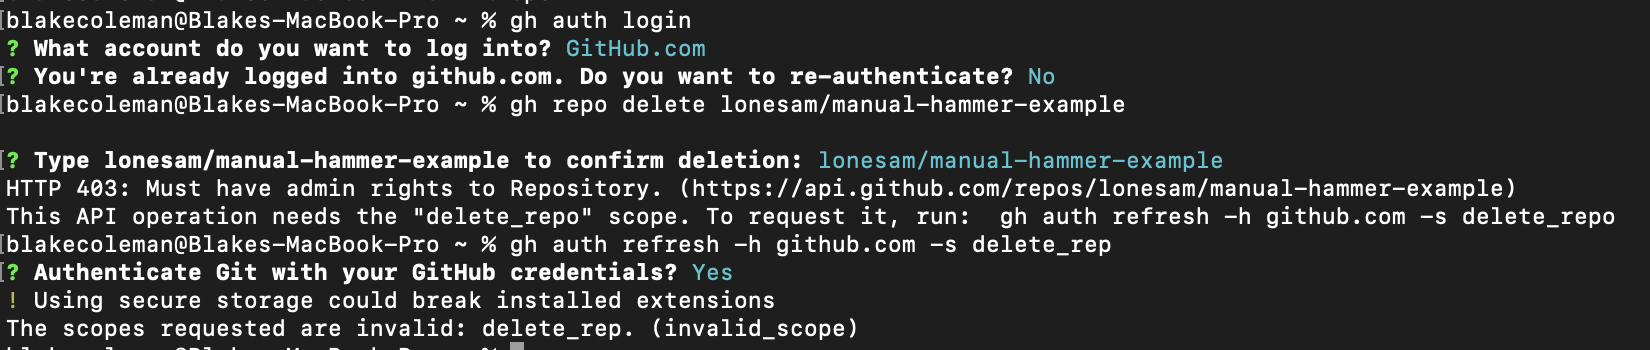 blakecoleman@Blakes-MacBook-Pro ~ % gh auth login
? What account do you want to log into? GitHub.com
? You're already logged into github.com. Do you want to re-authenticate? No
blakecoleman@Blakes-MacBook-Pro ~ % gh repo delete lonesam/manual-hammer-example
? Type lonesam/manual-hammer-example to confirm deletion: lonesam/manual-hammer-example
HTTP 403: Must have admin rights to Repository. (https://api.github.com/repos/lonesam/manual-hammer-example)
This API operation needs the "delete_repo" scope. To request it, run:  gh auth refresh -h github.com -s delete_repo
blakecoleman@Blakes-MacBook-Pro ~ % gh auth refresh -h github.com -s delete_rep
? Authenticate Git with your GitHub credentials? Yes
! Using secure storage could break installed extensions
The scopes requested are invalid: delete_rep. (invalid_scope)